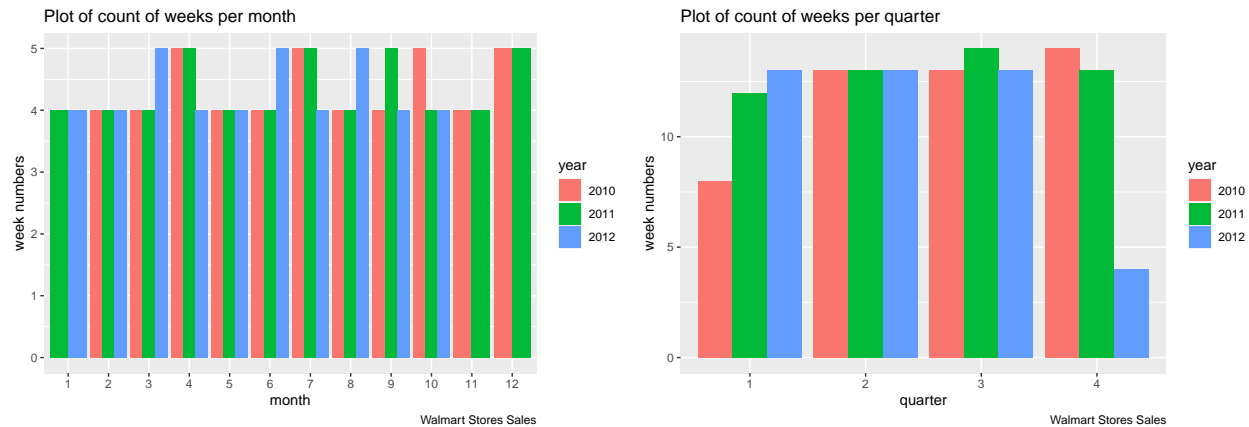 Plot of count of weeks per month
5
4
3
2
1
0
week numbers
1 2 3 4 5 6 7 8 9 10 11 12
month
year
2010
2011
2012
Walmart Stores Sales
Plot of count of weeks per quarter
10
5
0
week numbers
1 2 3 4
quarter
year
2010
2011
2012
Walmart Stores Sales